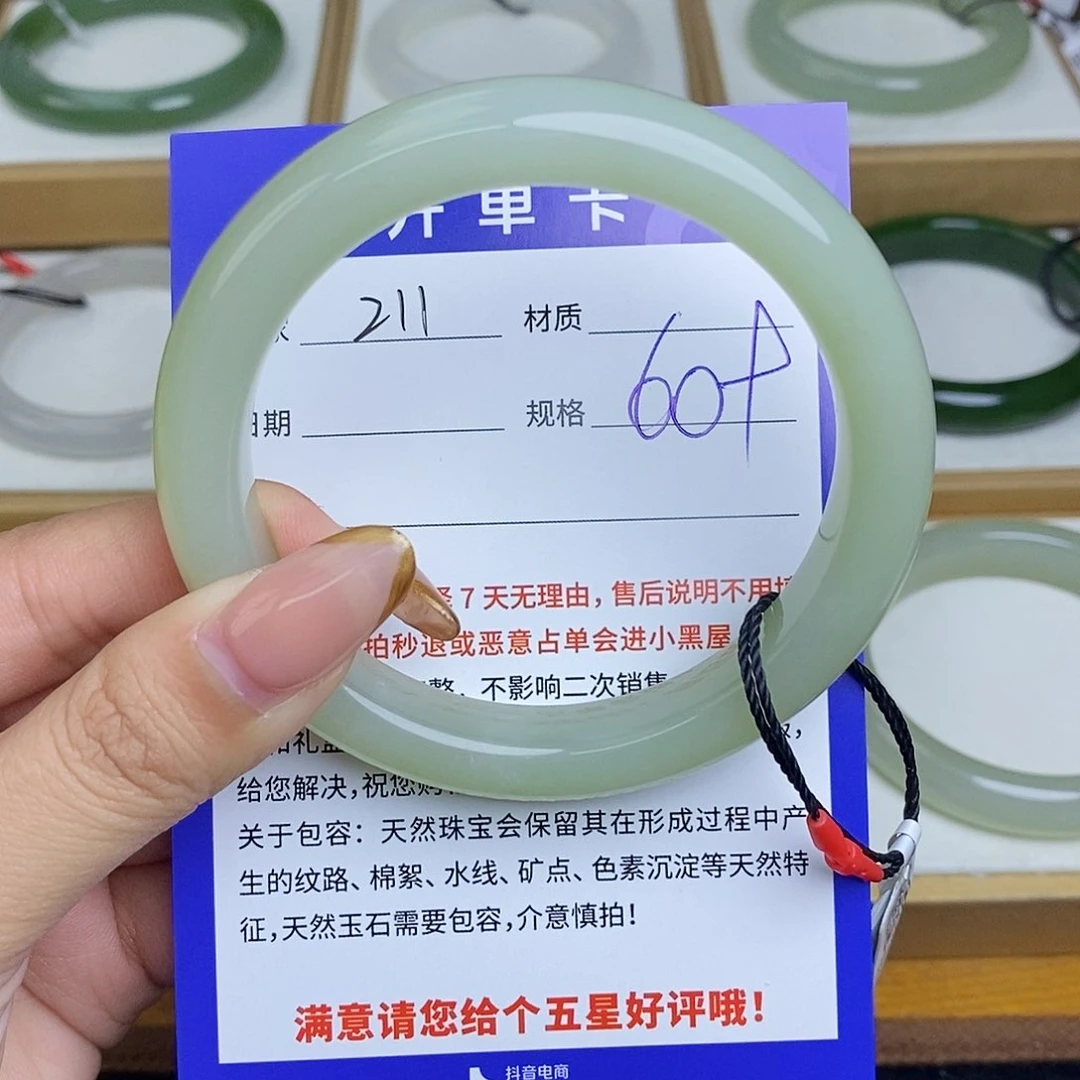 开单卡
211 材质
日期 规格 60
7天无理由,售后说明不用
拍秒退或恶意占单会进小黑屋
整,不影响二次销售
给您解决,祝您购
关于包容:天然珠宝会保留其在形成过程中产
生的纹路、棉絮、水线、矿点、色素沉淀等天然特
征,天然玉石需要包容,介意慎拍!
满意请您给个五星好评哦!
抖音电商